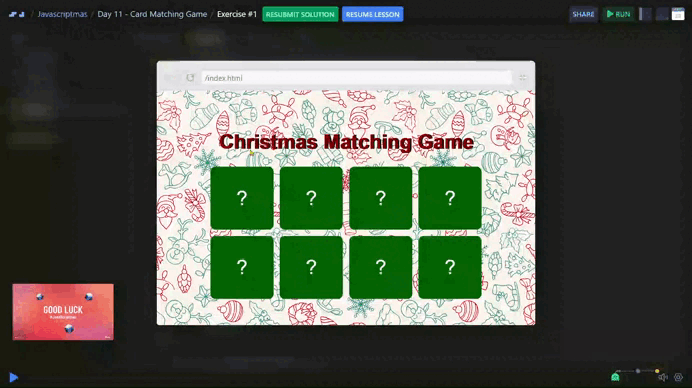 Javascriptmas / Day 11 - Card Matching Game / Exercise #1 RESUBMIT SOLUTION RESUME LESSON SHARE RUN
/index.html
Christmas Matching Game
? ? ? ?
? ? ? ?
GOOD LUCK